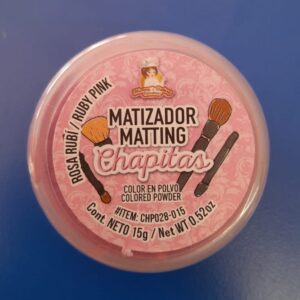 ROSA RUBÍ / RUBY PINK
MATIZADOR
MATTING
Chapitas
COLOR EN POLVO
COLORED POWDER
#ITEM: CHP028-015
Cont. NETO 15g / Net WT 0.52oz